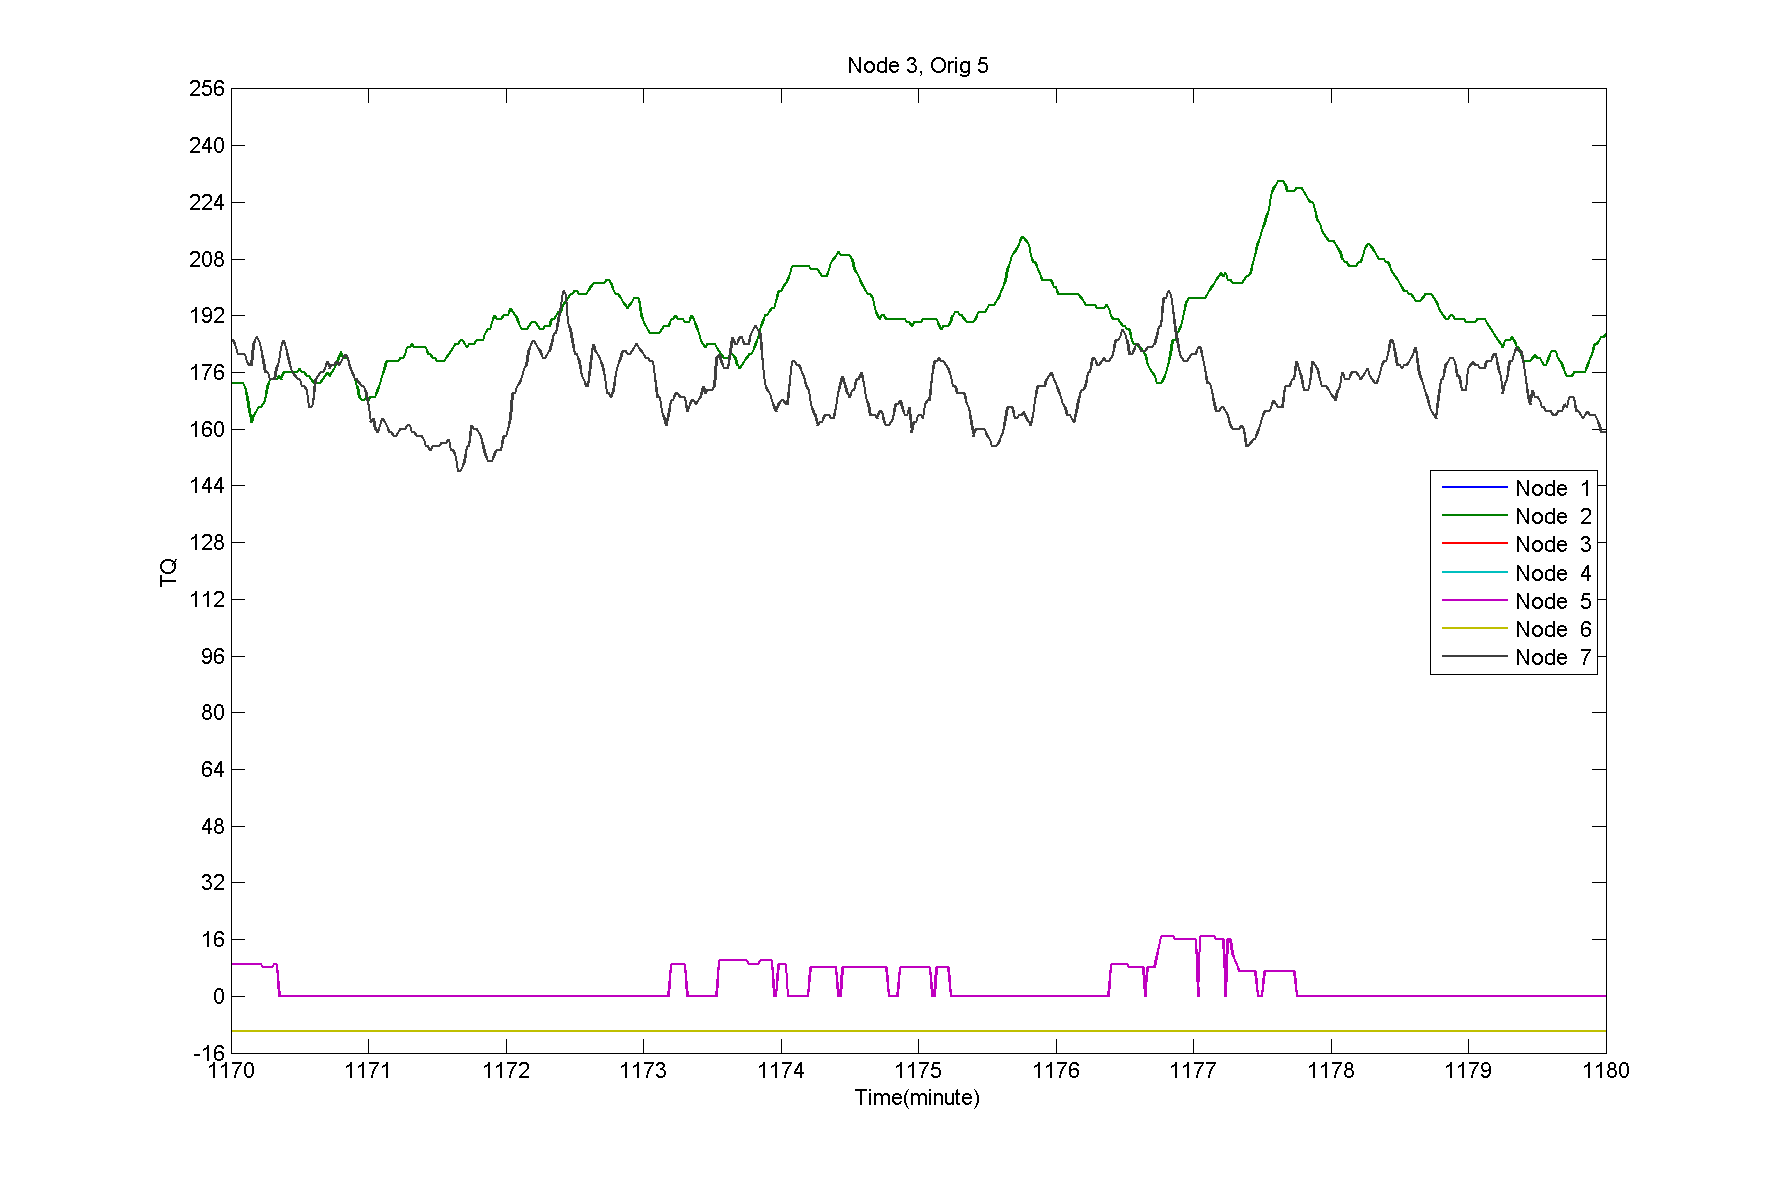 Node 3, Orig 5
256
240
224
208
192
176
160
144
128
112
96
80
64
48
32
16
0
-16
TQ
Node 1
Node 2
Node 3
Node 4
Node 5
Node 6
Node 7
1170 1171 1172 1173 1174 1175 1176 1177 1178 1179 1180
Time(minute)